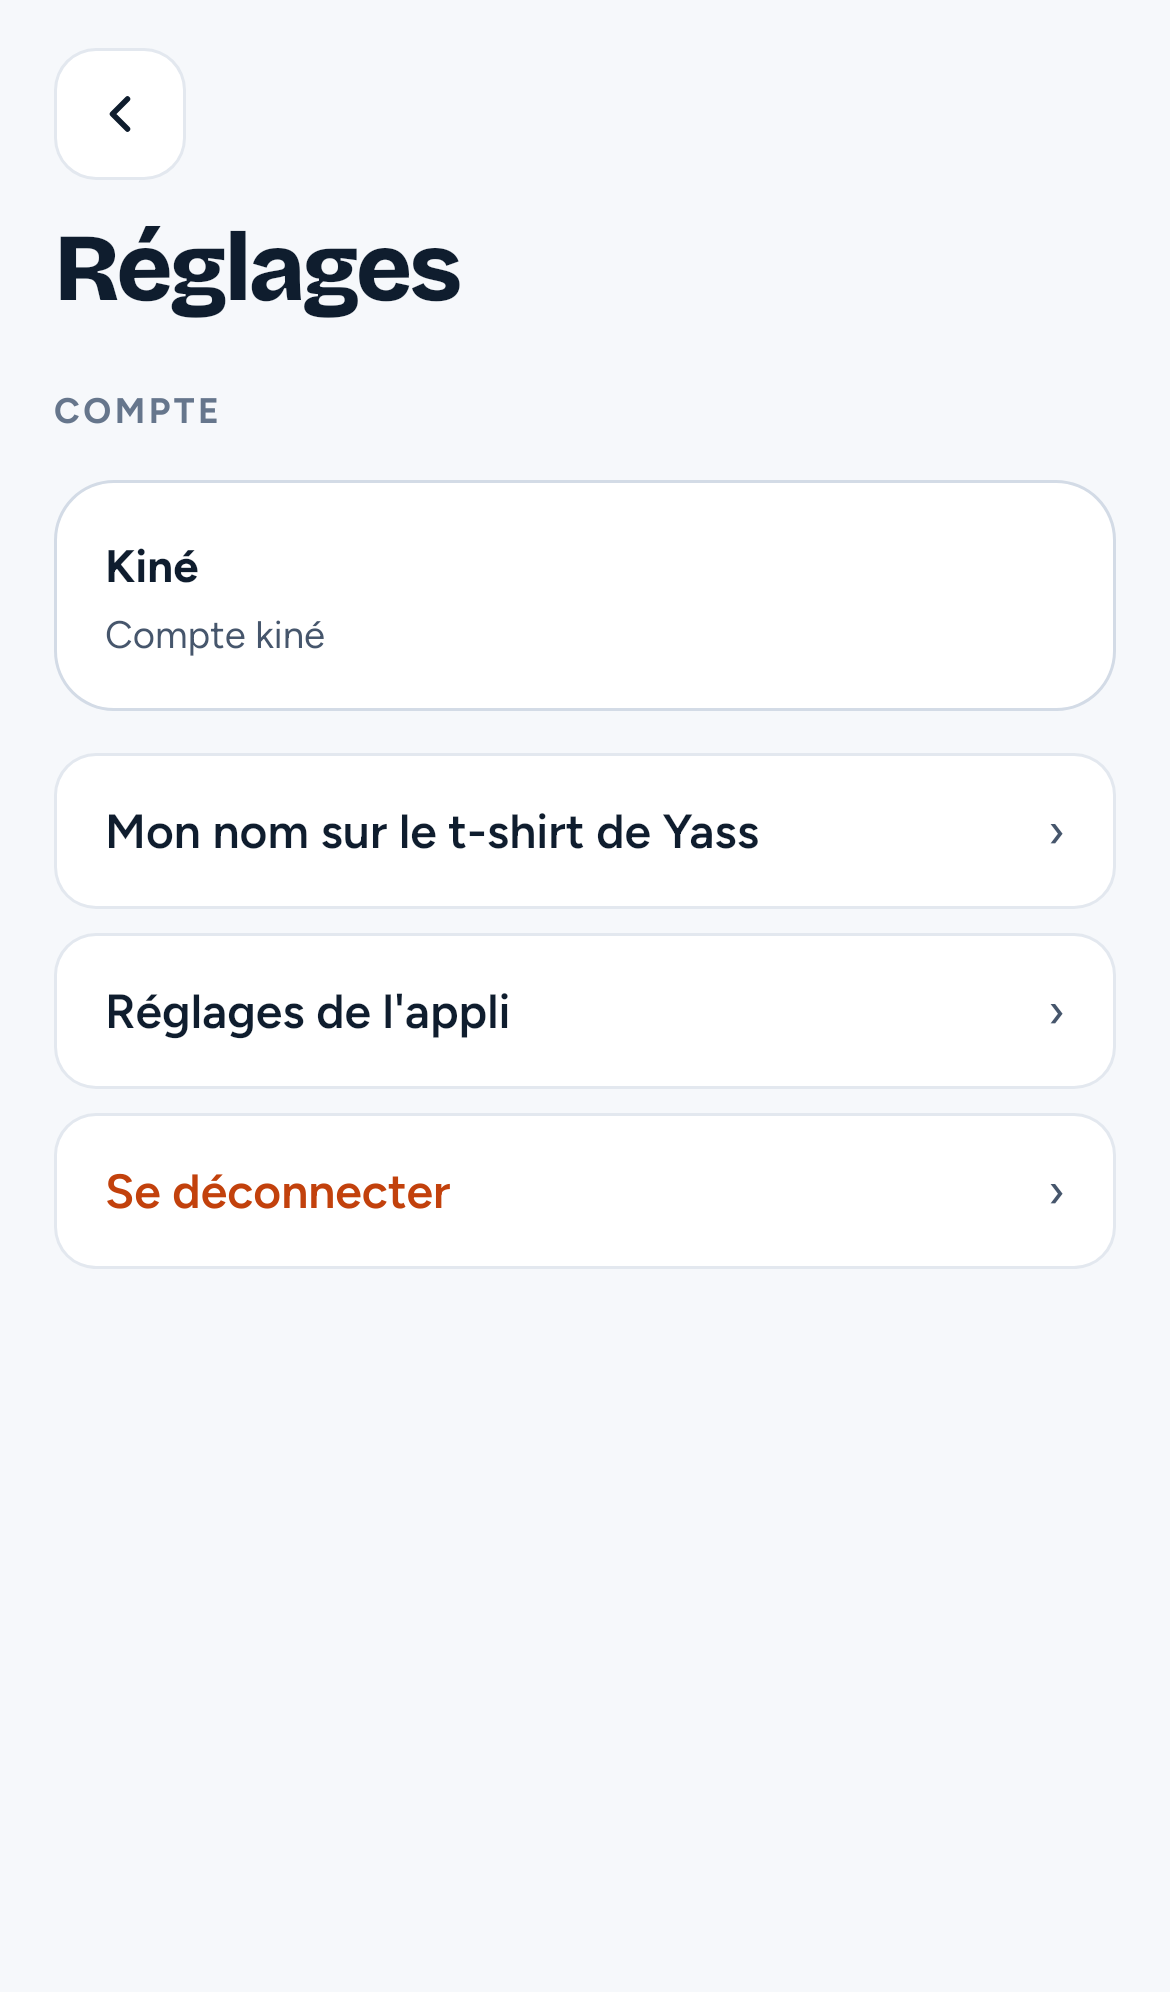 Réglages
COMPTE
Kiné
Compte kiné
Mon nom sur le t-shirt de Yass
Réglages de l'appli
Se déconnecter